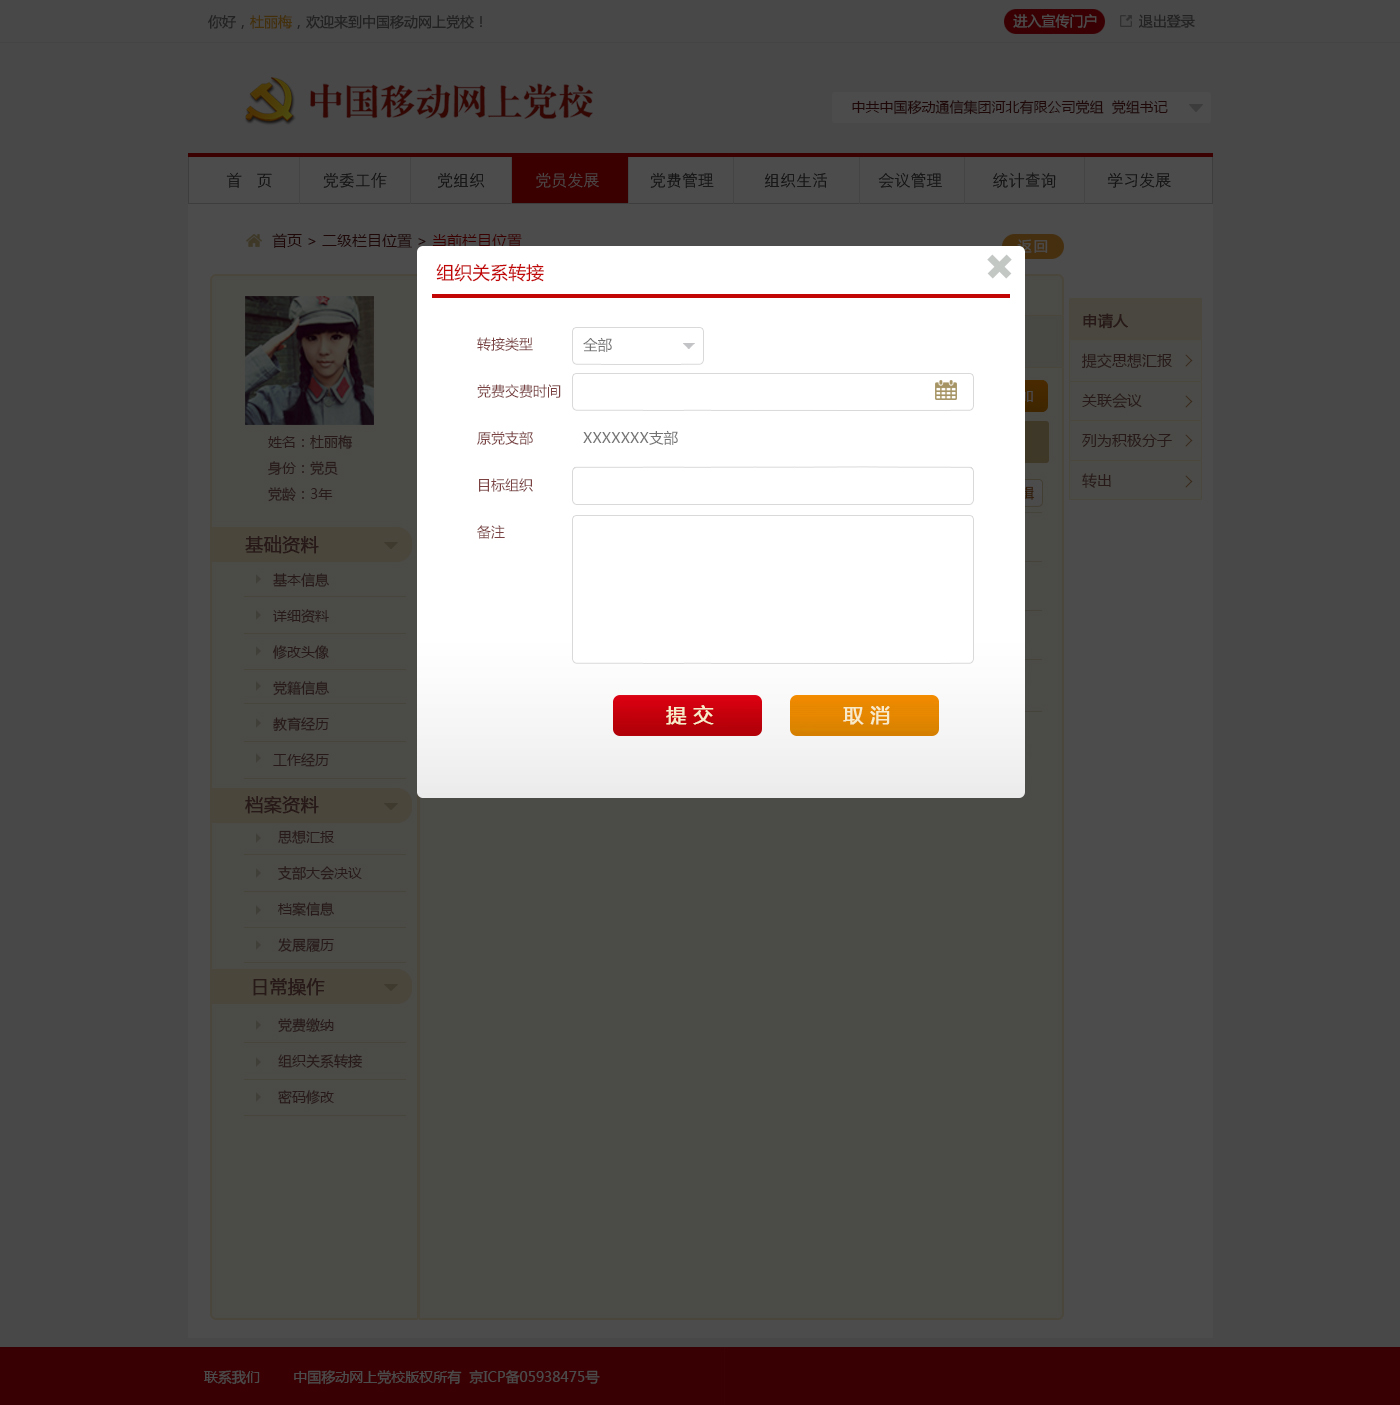 你好，杜丽梅，欢迎来到中国移动网上党校！
进入宣传门户 退出登录
中国移动网上党校
中共中国移动通信集团河北有限公司党组 党组书记
首 页 党委工作 党组织 党员发展 党费管理 组织生活 会议管理 统计查询 学习发展
首页 > 二级栏目位置 > 当前栏目位置
返回
组织关系转接
转接类型 全部
党费交费时间
原党支部 XXXXXXX支部
目标组织
备注
提交 取消
姓名：杜丽梅
身份：党员
党龄：3年
基础资料
基本信息
详细资料
修改头像
党籍信息
教育经历
工作经历
档案资料
思想汇报
支部大会决议
档案信息
发展履历
日常操作
党费缴纳
组织关系转接
密码修改
申请人
提交思想汇报
关联会议
列为积极分子
转出
联系我们 中国移动网上党校版权所有 京ICP备05938475号